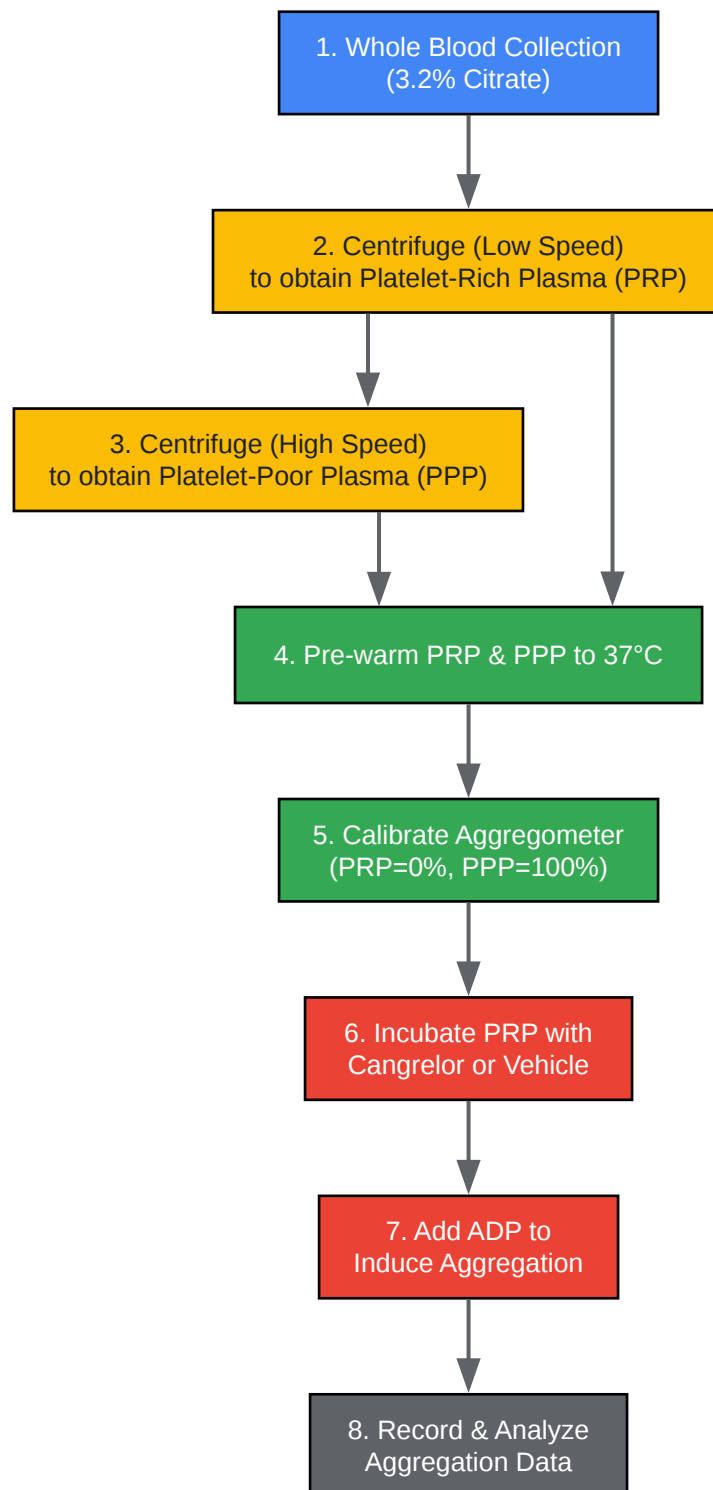 1. Whole Blood Collection
(3.2% Citrate)
2. Centrifuge (Low Speed)
to obtain Platelet-Rich Plasma (PRP)
3. Centrifuge (High Speed)
to obtain Platelet-Poor Plasma (PPP)
4. Pre-warm PRP & PPP to 37°C
5. Calibrate Aggregometer
(PRP=0%, PPP=100%)
6. Incubate PRP with
Cangrelor or Vehicle
7. Add ADP to
Induce Aggregation
8. Record & Analyze
Aggregation Data